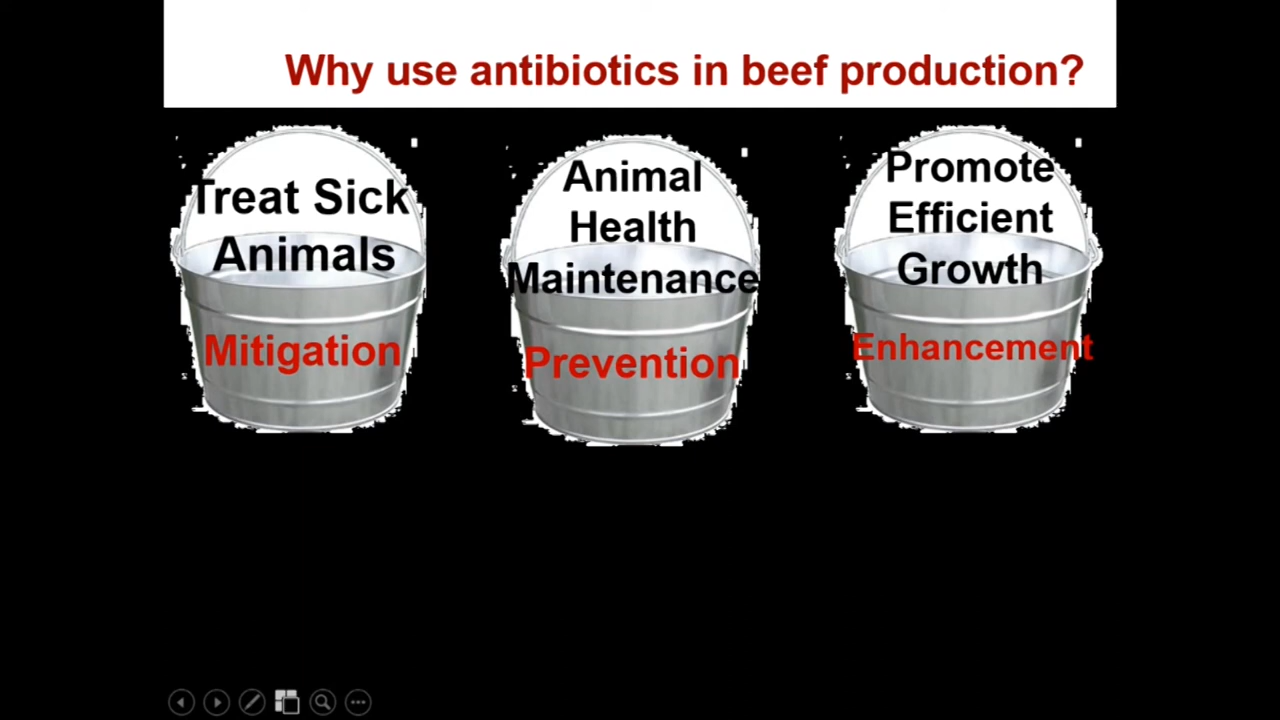 Why use antibiotics in beef production?
Treat Sick
Animals
Mitigation
Animal
Health
Maintenance
Prevention
Promote
Efficient
Growth
Enhancement